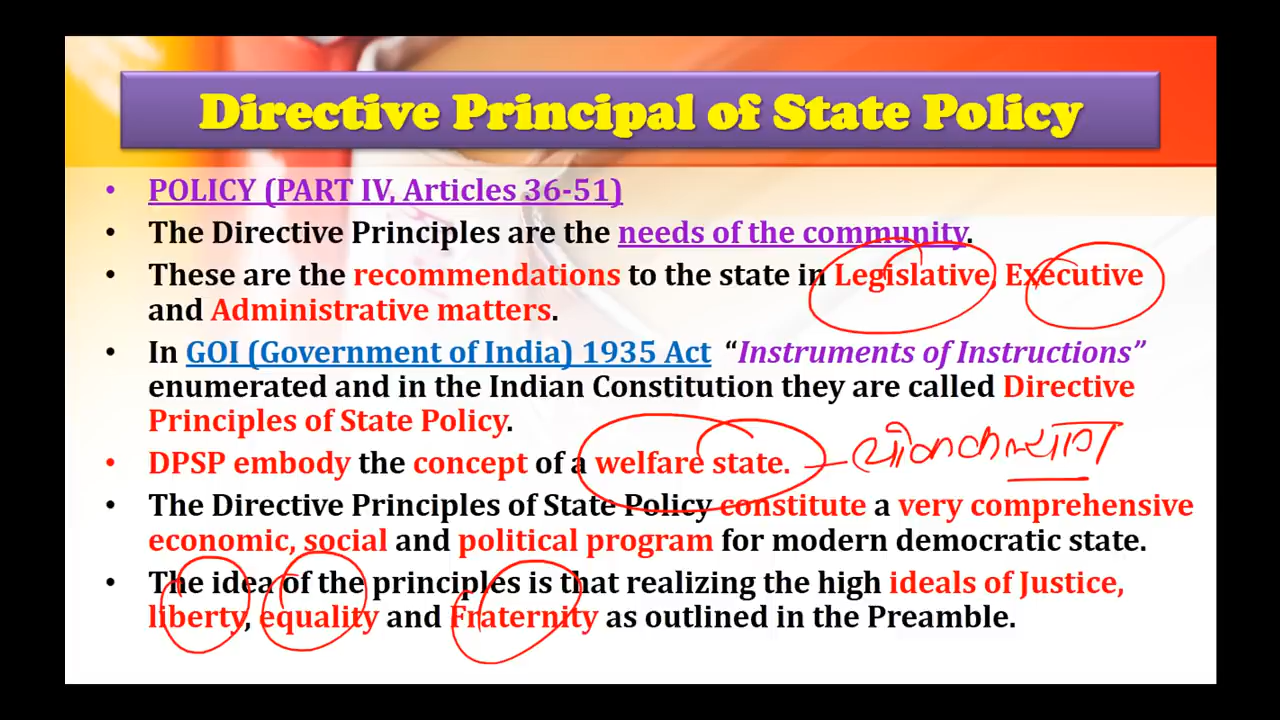 Directive Principal of State Policy
• POLICY (PART IV, Articles 36-51)
• The Directive Principles are the needs of the community.
• These are the recommendations to the state in Legislative, Executive
and Administrative matters.
• In GOI (Government of India) 1935 Act “Instruments of Instructions”
enumerated and in the Indian Constitution they are called Directive
Principles of State Policy.
• DPSP embody the concept of a welfare state. – लोककल्याण
• The Directive Principles of State Policy constitute a very comprehensive
economic, social and political program for modern democratic state.
• The idea of the principles is that realizing the high ideals of Justice,
liberty, equality and Fraternity as outlined in the Preamble.